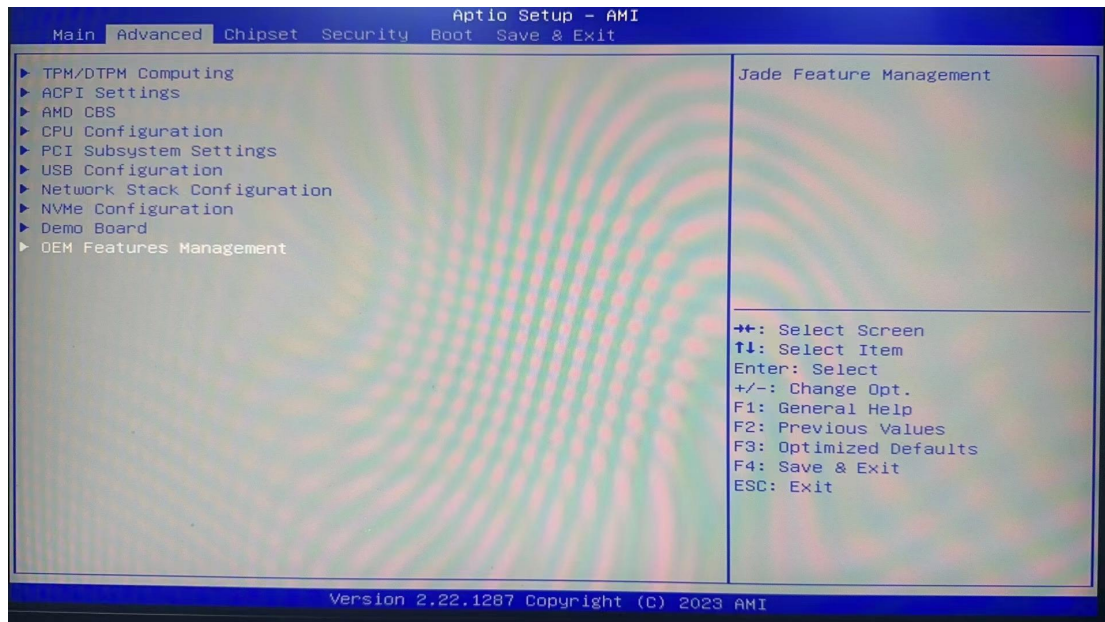 Aptio Setup – AMI
Main Advanced Chipset Security Boot Save & Exit
TPM/DTPM Computing
ACPI Settings
AMD CBS
CPU Configuration
PCI Subsystem Settings
USB Configuration
Network Stack Configuration
NVMe Configuration
Demo Board
OEM Features Management
Jade Feature Management
→←: Select Screen
↑↓: Select Item
Enter: Select
+/-: Change Opt.
F1: General Help
F2: Previous Values
F3: Optimized Defaults
F4: Save & Exit
ESC: Exit
Version 2.22.1287 Copyright (C) 2023 AMI